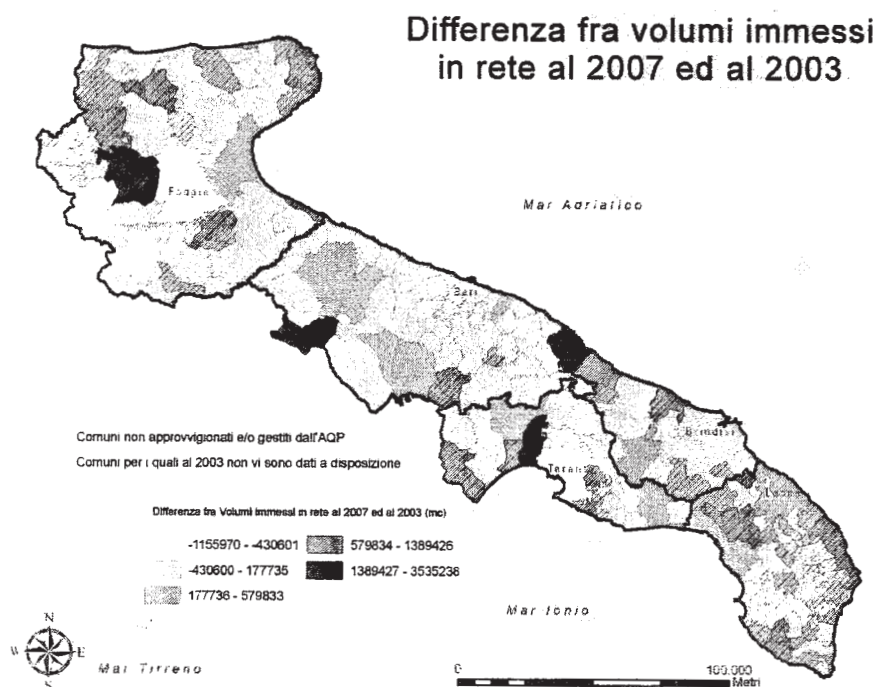 Differenza fra volumi immessi
in rete al 2007 ed al 2003
Mar Adriatico
Foggia
Bari
Brindisi
Taranto
Lecce
Comuni non approvvigionati e/o gestiti dall'AQP
Comuni per i quali al 2003 non vi sono dati a disposizione
Differenza fra Volumi immessi in rete al 2007 ed al 2003 (mc)
-1155970 - -430601
579834 - 1389426
-430600 - 177735
1389427 - 3535236
177736 - 579833
Mar Ionio
N
W
E
S
Mar Tirreno
0
100.000
Metri